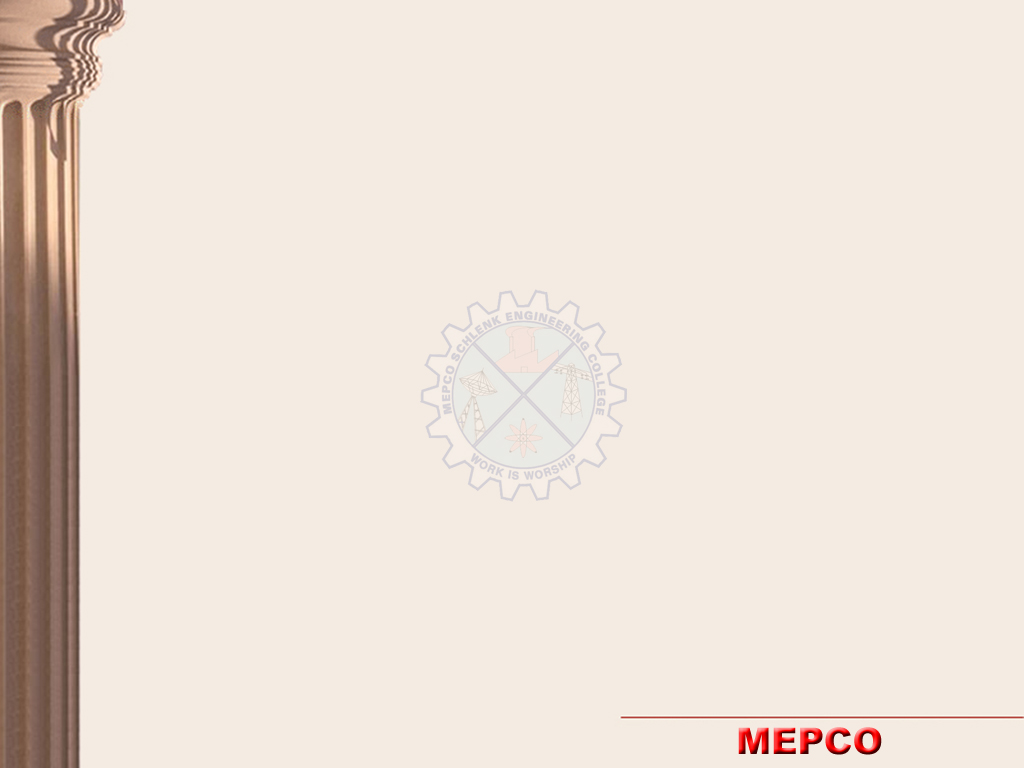 MEPCO SCHLENK ENGINEERING COLLEGE
WORK IS WORSHIP
MEPCO